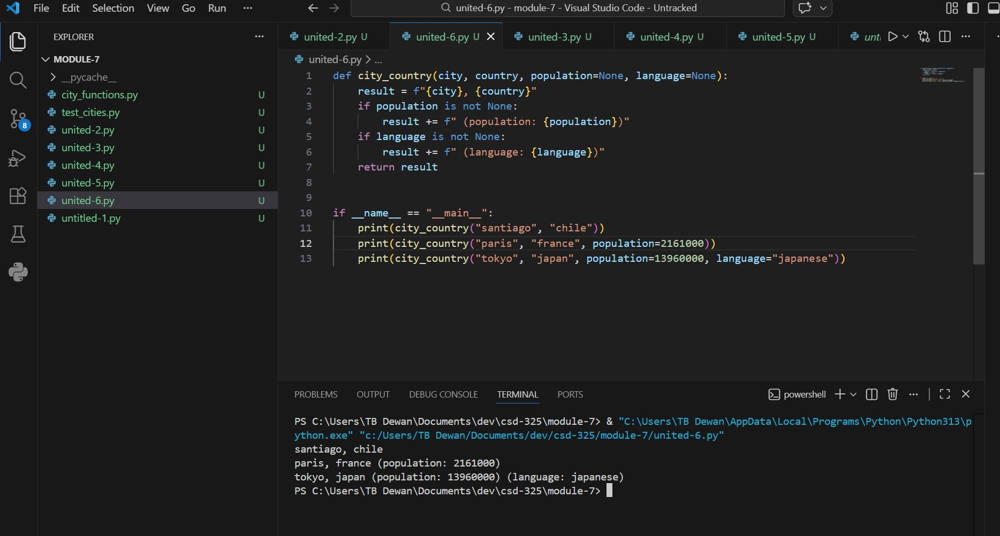 File Edit Selection View Go Run ···
united-6.py - module-7 - Visual Studio Code - Untracked
EXPLORER
MODULE-7
__pycache__
city_functions.py U
test_cities.py U
united-2.py U
united-3.py U
united-4.py U
united-5.py U
united-6.py U
untitled-1.py U
8
united-2.py U united-6.py U united-3.py U united-4.py U united-5.py U
united-6.py > ...
1 def city_country(city, country, population=None, language=None):
2     result = f"{city}, {country}"
3     if population is not None:
4         result += f" (population: {population})"
5     if language is not None:
6         result += f" (language: {language})"
7     return result
8
9
10 if __name__ == "__main__":
11     print(city_country("santiago", "chile"))
12     print(city_country("paris", "france", population=2161000))
13     print(city_country("tokyo", "japan", population=13960000, language="japanese"))
PROBLEMS OUTPUT DEBUG CONSOLE TERMINAL PORTS
powershell
PS C:\Users\TB Dewan\Documents\dev\csd-325\module-7> & "C:\Users\TB Dewan\AppData\Local\Programs\Python\Python313\p
ython.exe" "c:/Users/TB Dewan/Documents/dev/csd-325/module-7/united-6.py"
santiago, chile
paris, france (population: 2161000)
tokyo, japan (population: 13960000) (language: japanese)
PS C:\Users\TB Dewan\Documents\dev\csd-325\module-7>